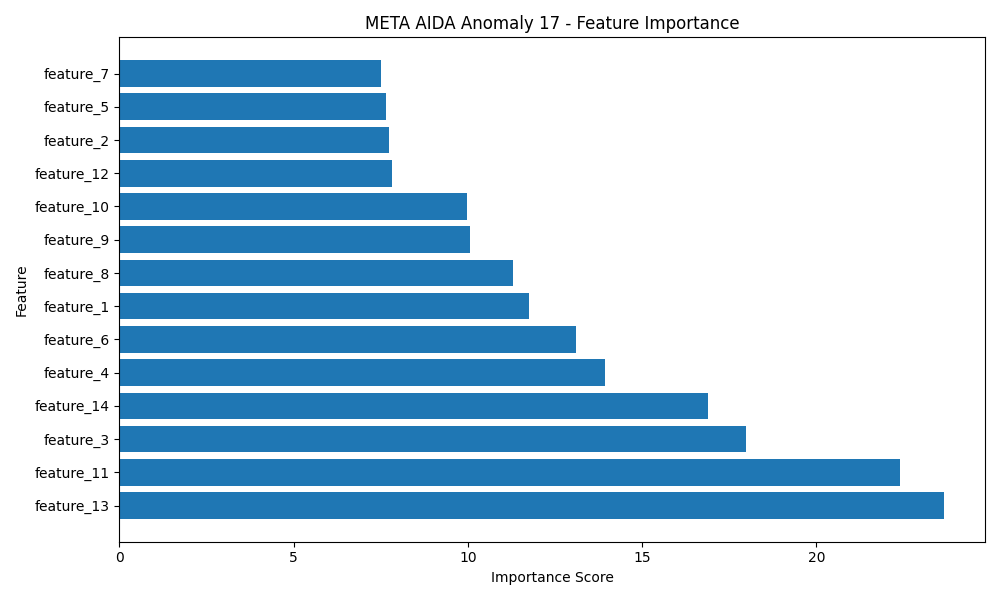 META AIDA Anomaly 17 - Feature Importance
feature_7
feature_5
feature_2
feature_12
feature_10
feature_9
feature_8
feature_1
feature_6
feature_4
feature_14
feature_3
feature_11
feature_13
Feature
0 5 10 15 20
Importance Score